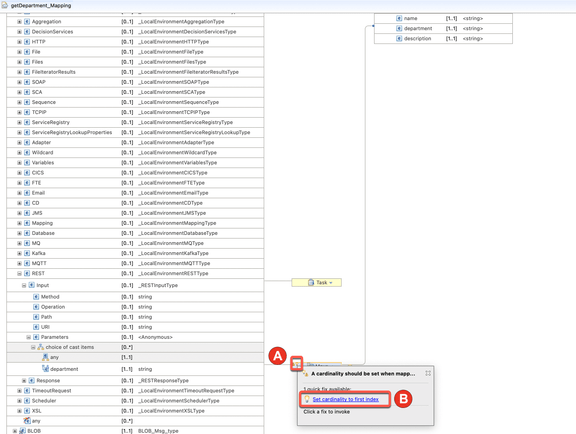 getDepartment_Mapping
Aggregation [0..1] _LocalEnvironmentAggregationType
name [1..1] <string>
DecisionServices [0..1] _LocalEnvironmentDecisionServicesType
department [1..1] <string>
HTTP [0..1] _LocalEnvironmentHTTPType
description [1..1] <string>
File [0..1] _LocalEnvironmentFileType
Files [0..1] _LocalEnvironmentFilesType
FileIteratorResults [0..1] _LocalEnvironmentFileIteratorResultsType
SOAP [0..1] _LocalEnvironmentSOAPType
SCA [0..1] _LocalEnvironmentSCAType
Sequence [0..1] _LocalEnvironmentSequenceType
TCPIP [0..1] _LocalEnvironmentTCPIPType
ServiceRegistry [0..1] _LocalEnvironmentServiceRegistryType
ServiceRegistryLookupProperties [0..1] _LocalEnvironmentServiceRegistryLookupType
Adapter [0..1] _LocalEnvironmentAdapterType
Wildcard [0..1] _LocalEnvironmentWildcardType
Variables [0..1] _LocalEnvironmentVariablesType
CICS [0..1] _LocalEnvironmentCICSType
FTE [0..1] _LocalEnvironmentFTEType
Email [0..1] _LocalEnvironmentEmailType
CD [0..1] _LocalEnvironmentCDType
JMS [0..1] _LocalEnvironmentJMSType
Mapping [0..1] _LocalEnvironmentMappingType
Database [0..1] _LocalEnvironmentDatabaseType
MQ [0..1] _LocalEnvironmentMQType
Kafka [0..1] _LocalEnvironmentKafkaType
MQTT [0..1] _LocalEnvironmentMQTTType
REST [0..1] _LocalEnvironmentRESTType
Input [0..1] _RESTInputType
Task
Method [0..1] string
Operation [0..1] string
Path [0..1] string
URI [0..1] string
Parameters [0..1] <Anonymous>
choice of cast items [0..*]
any [1..1]
A
department [1..1] string
A cardinality should be set when mapp...
Response [0..1] _RESTResponseType
1 quick fix available:
TimeoutRequest [0..1] _LocalEnvironmentTimeoutRequestType
Scheduler [0..1] _LocalEnvironmentSchedulerType
Set cardinality to first index
B
XSL [0..1] _LocalEnvironmentXSLType
Click a fix to invoke
any [0..*]
BLOB [0..1] BLOB_Msg_type